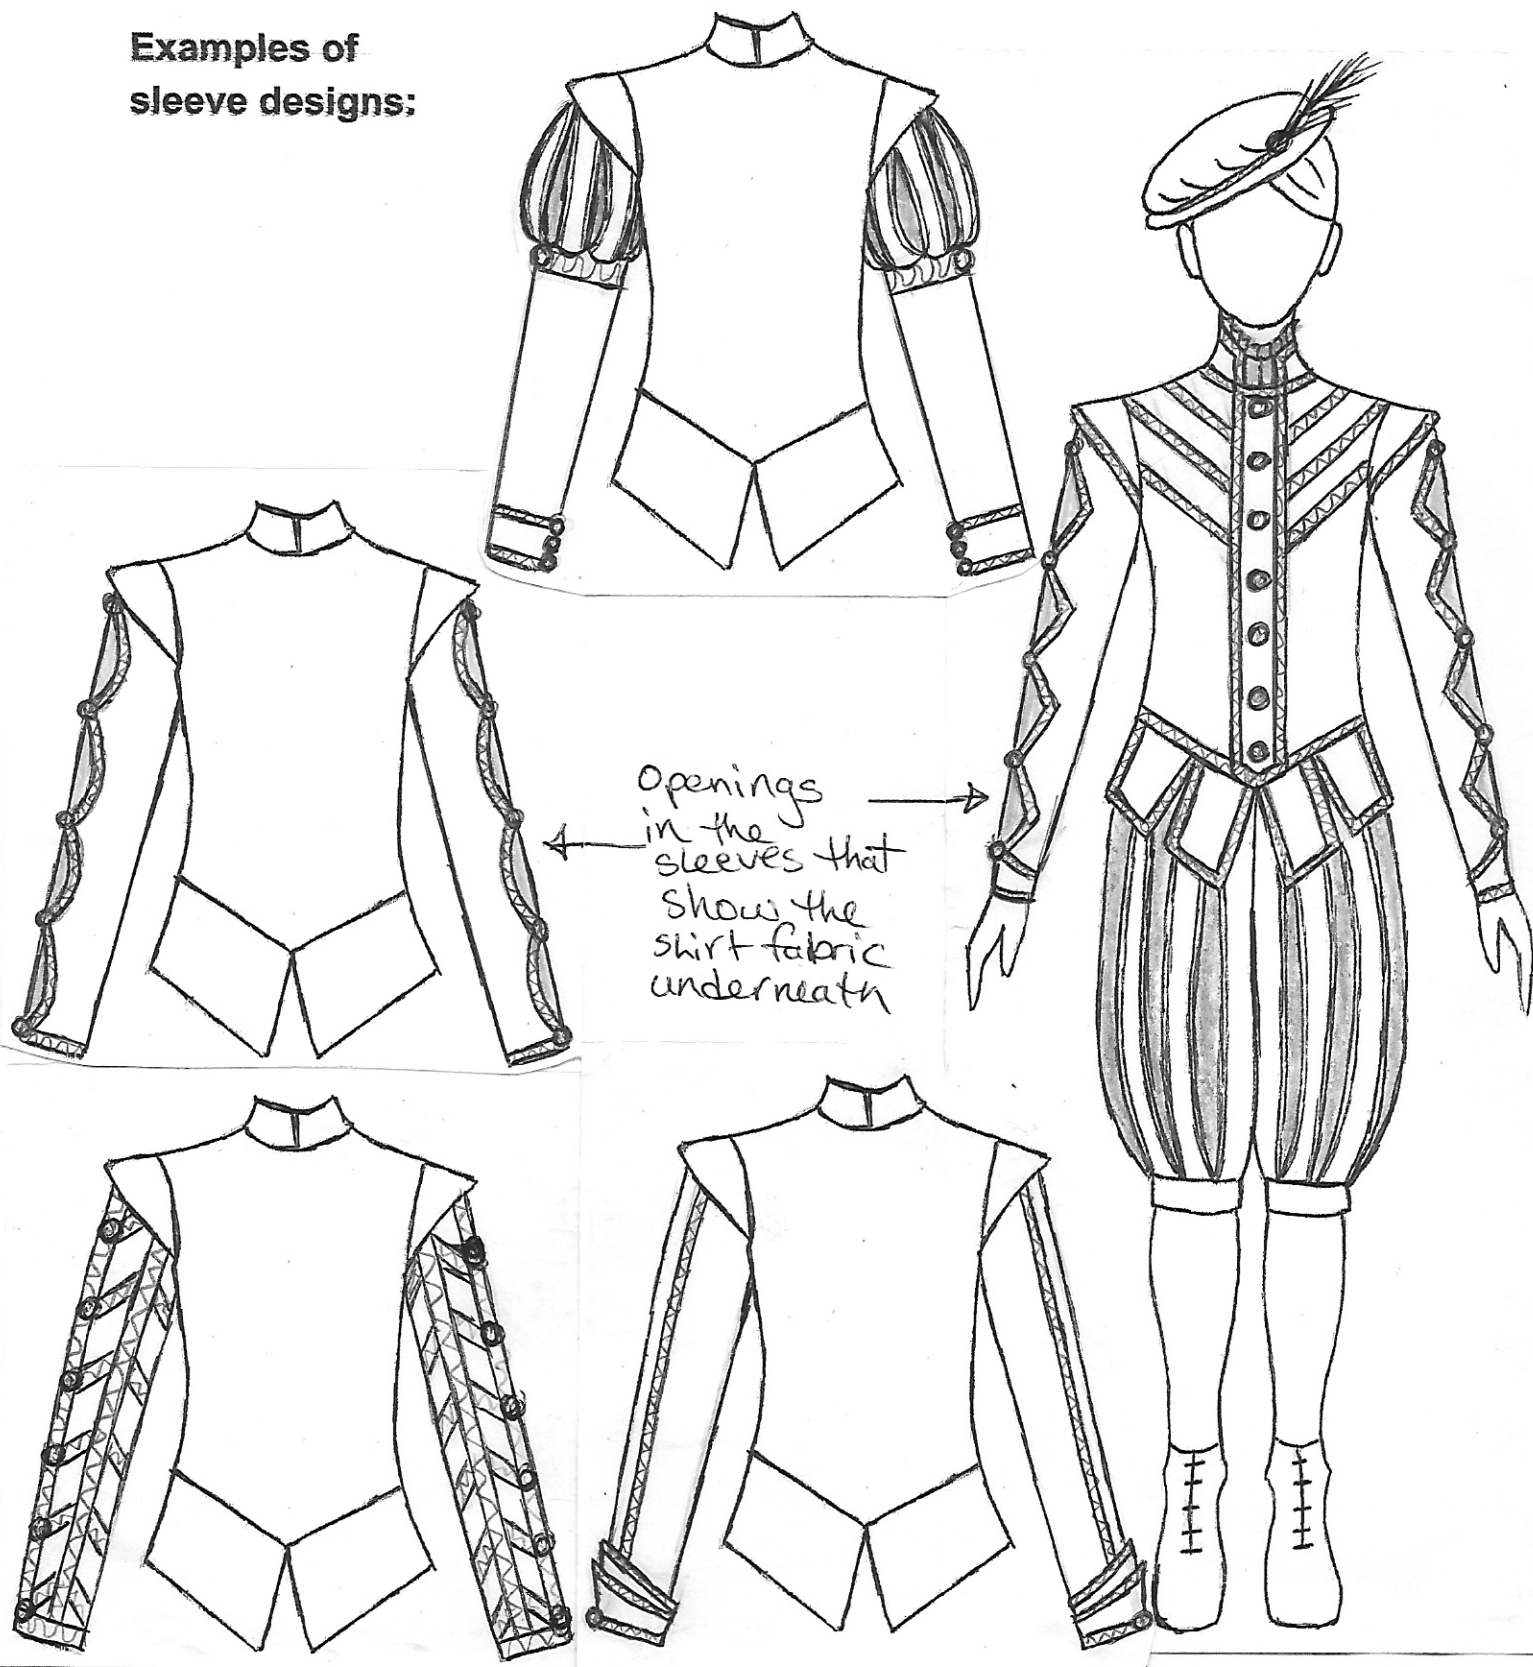 Examples of
sleeve designs:
Openings
in the
sleeves that
show the
shirt fabric
underneath